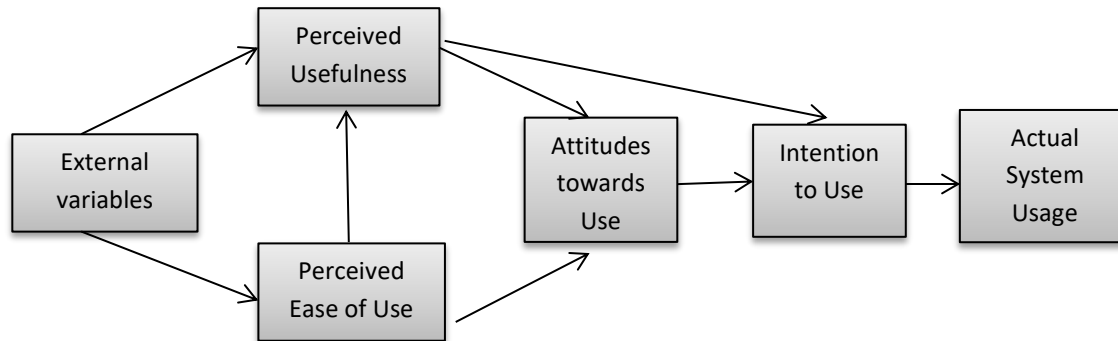 Perceived
Usefulness
External
variables
Perceived
Ease of Use
Attitudes
towards
Use
Intention
to Use
Actual
System
Usage